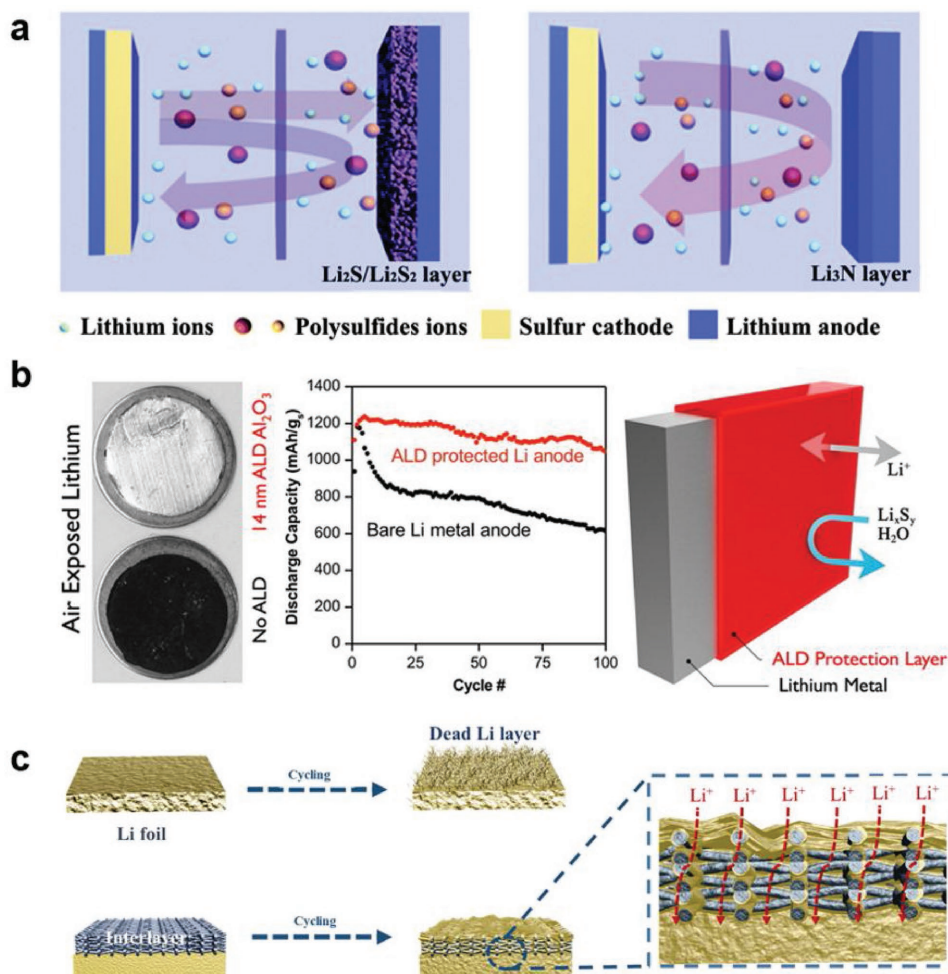 a
Li₂S/Li₂S₂ layer
Li₃N layer
Lithium ions
Polysulfides ions
Sulfur cathode
Lithium anode
b
Air Exposed Lithium
14 nm ALD Al₂O₃
No ALD
Discharge Capacity (mAh/gₛ)
1400
1200
1000
800
600
400
200
0
ALD protected Li anode
Bare Li metal anode
0
25
50
75
100
Cycle #
Li⁺
LiₓSᵧ
H₂O
ALD Protection Layer
Lithium Metal
c
Li foil
Cycling
Dead Li layer
Interlayer
Cycling
Li⁺ Li⁺ Li⁺ Li⁺ Li⁺ Li⁺